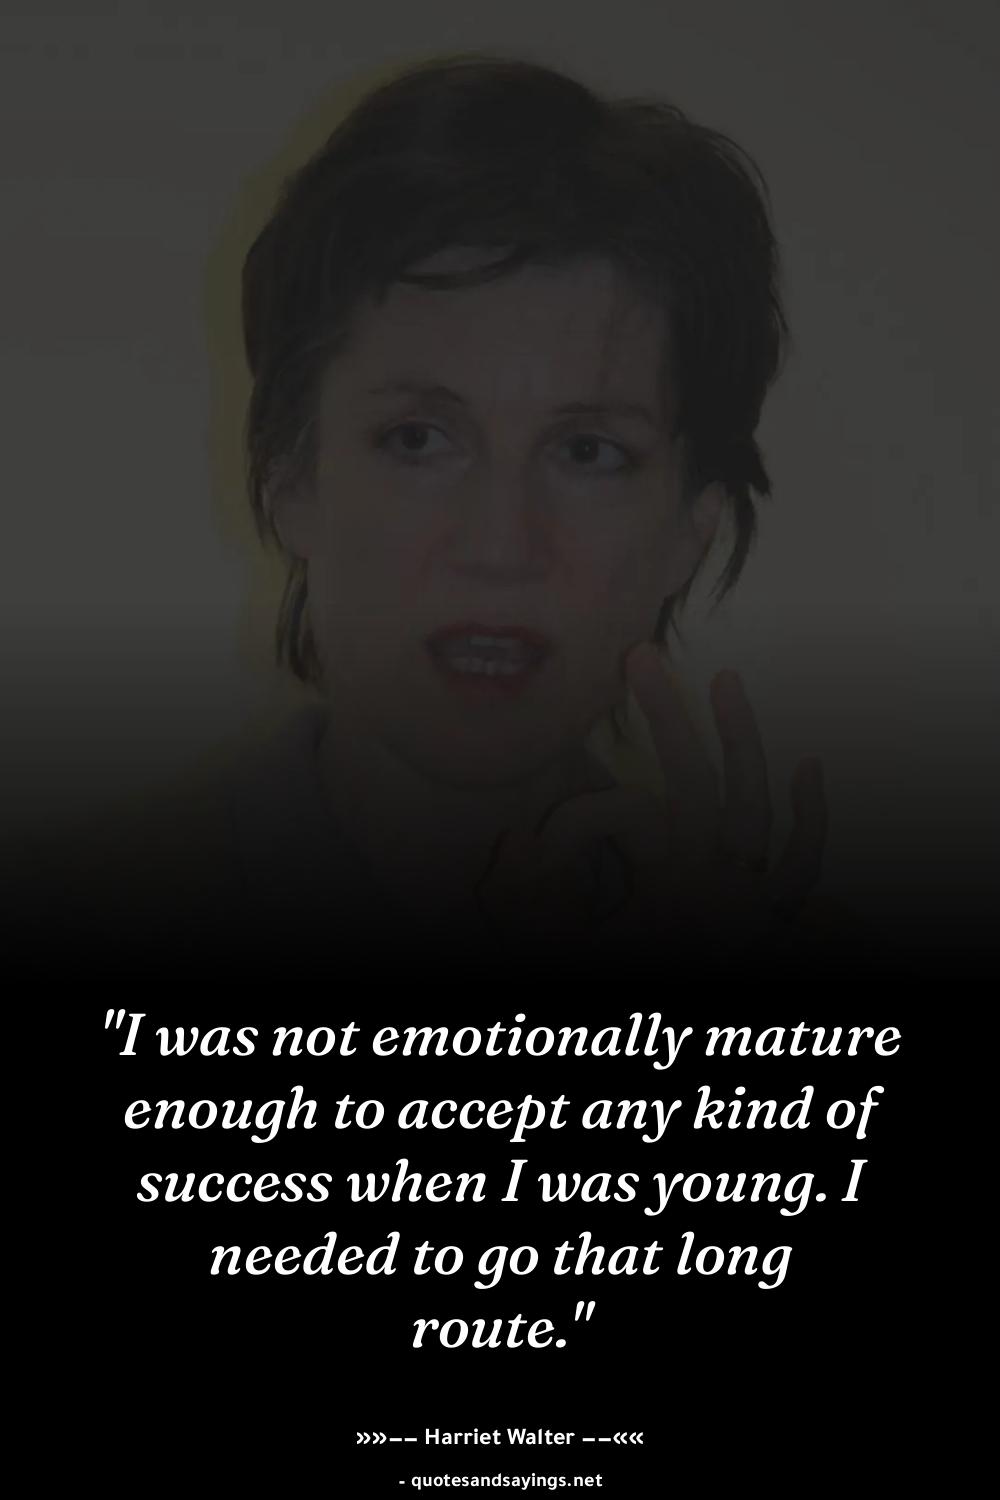 "I was not emotionally mature
enough to accept any kind of
success when I was young. I
needed to go that long
route."
»»–– Harriet Walter ––««
- quotesandsayings.net